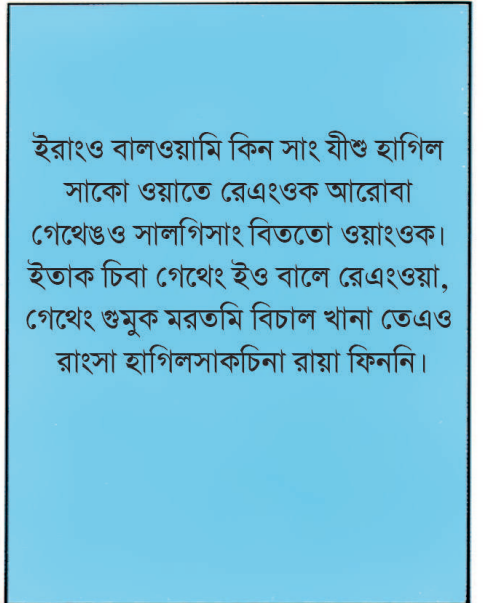 ইরাংও বালওয়ামি কিন সাং যীশু হাগিল
সাকো ওয়াতে রেএংওক আরোবা
গেথেঙও সালগিসাং বিততো ওয়াংওক।
ইতাক চিবা গেথেং ইও বালে রেএংওয়া,
গেথেং গুমুক মরতমি বিচাল খানা তেএও
রাংসা হাগিলসাকচিনা রায়া ফিননি।